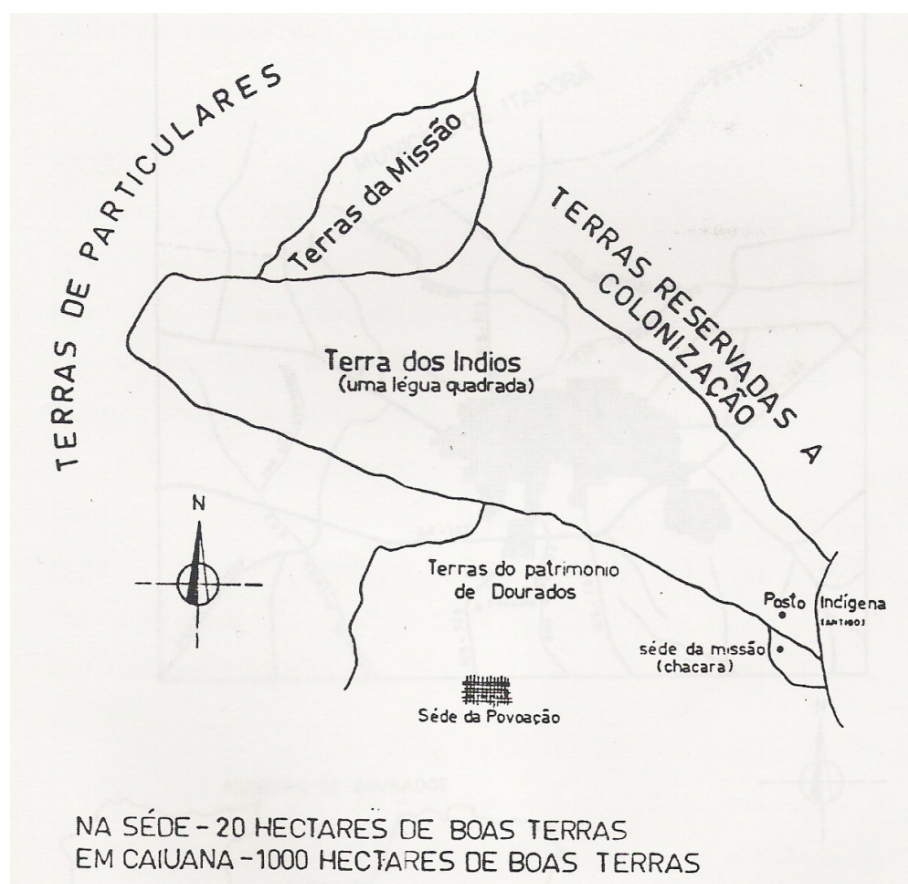 TERRAS DE PARTICULARES
Terras da Missão
TERRAS RESERVADAS A
COLONIZAÇÃO
Terra dos Indios
(uma légua quadrada)
N
Terras do patrimonio
de Dourados
Posto Indígena
(ANTIGO)
séde da missão
(chacara)
Séde da Povoação
NA SÉDE - 20 HECTARES DE BOAS TERRAS
EM CAIUANA - 1000 HECTARES DE BOAS TERRAS